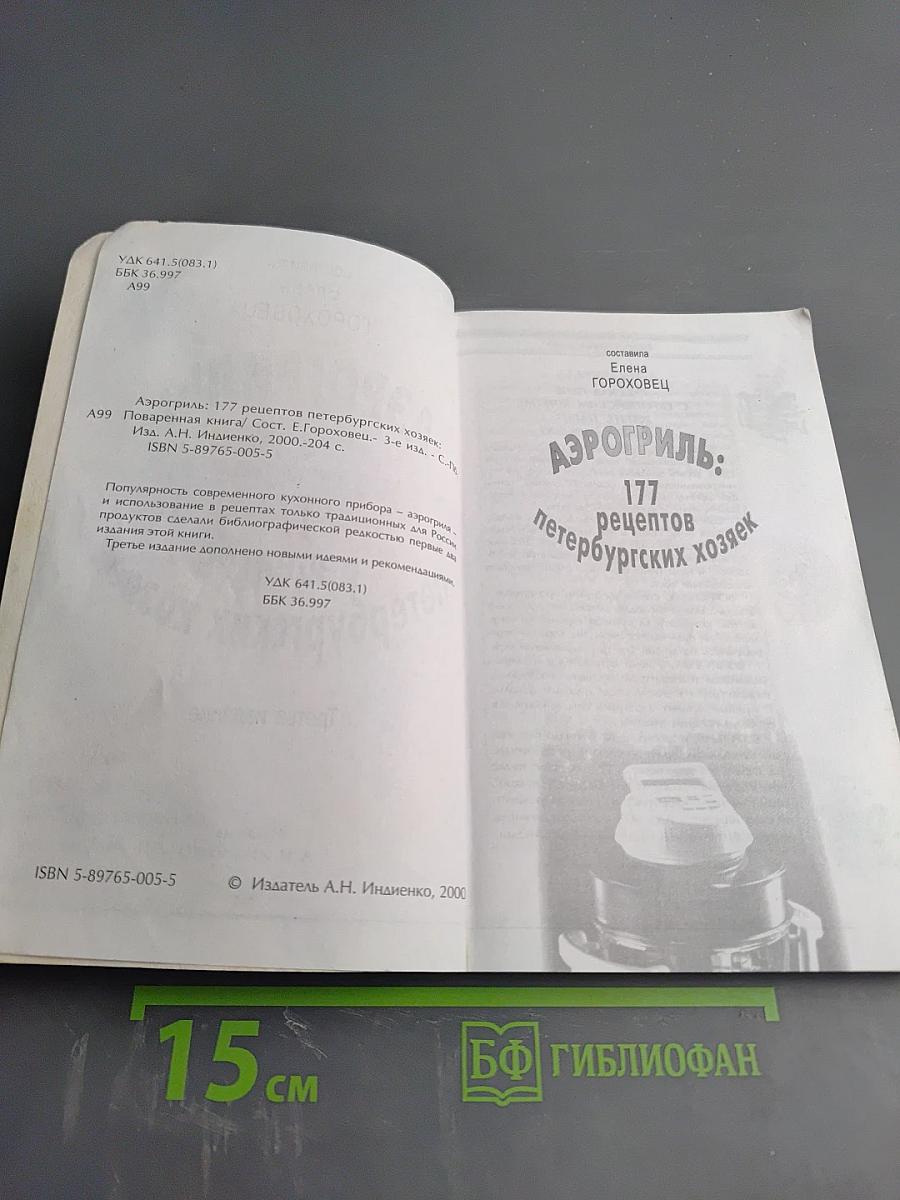 УДК 641.5(083.1)
ББК 36.997
А99
Аэрогриль: 177 рецептов петербургских хозяек:
А99 Поваренная книга/ Сост. Е.Гороховец.- 3-е изд. - С.-Пб.
Изд. А.Н. Индиенко, 2000.-204 с.
ISBN 5-89765-005-5
Популярность современного кухонного прибора – аэрогриля –
и использование в рецептах только традиционных для России
продуктов сделали библиографической редкостью первые два
издания этой книги.
Третье издание дополнено новыми идеями и рекомендациями.
УДК 641.5(083.1)
ББК 36.997
ISBN 5-89765-005-5 © Издатель А.Н. Индиенко, 2000
составила
Елена
ГОРОХОВЕЦ
АЭРОГРИЛЬ:
177
рецептов
петербургских хозяек
15 см
БФ ГИБЛИОФАН